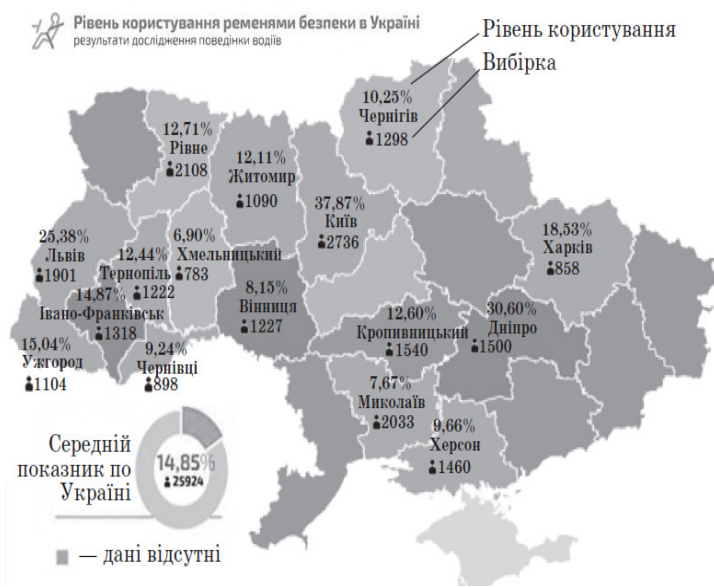 Рівень користування ременями безпеки в Україні
результати дослідження поведінки водіїв
Рівень користування
Вибірка
10,25%
Чернігів
1298
12,71%
Рівне
2108
12,11%
Житомир
1090
37,87%
Київ
2736
18,53%
Харків
858
25,38%
Львів
1901
12,44%
Тернопіль
1222
6,90%
Хмельницький
783
14,87%
Івано-Франківськ
1318
8,15%
Вінниця
1227
12,60%
Кропивницький
1540
30,60%
Дніпро
1500
15,04%
Ужгород
1104
9,24%
Чернівці
898
7,67%
Миколаїв
2033
9,66%
Херсон
1460
Середній
показник по
Україні
14,85%
25924
— дані відсутні